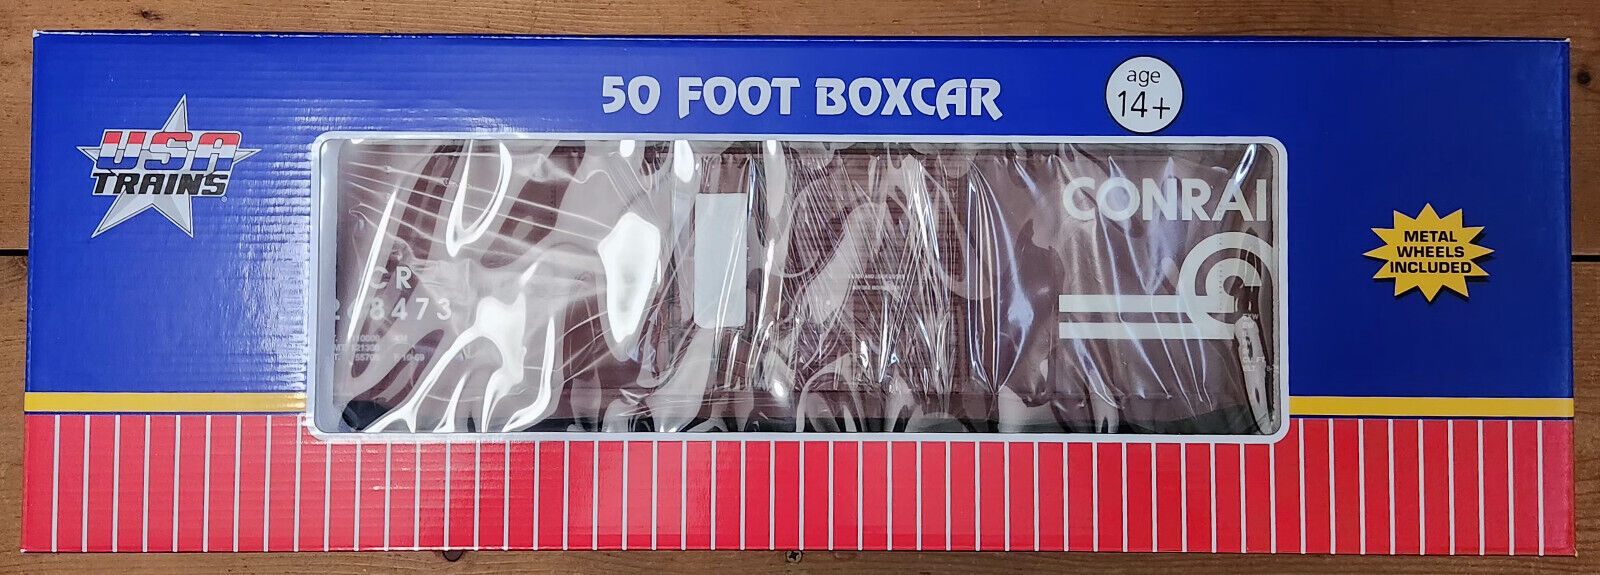 50 FOOT BOXCAR
age
14+
USA
TRAINS
CONRAI
METAL
WHEELS
INCLUDED
CR
8473